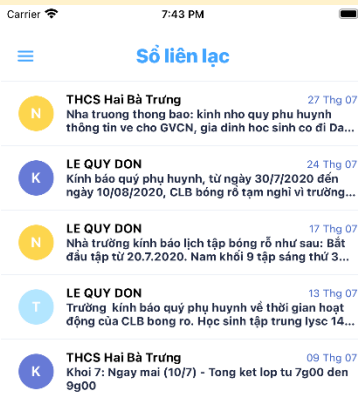 Carrier 7:43 PM
Sổ liên lạc
THCS Hai Bà Trưng 27 Thg 07
N
Nha truong thong bao: kinh nho quy phu huynh
thông tin ve cho GVCN, gia dinh hoc sinh co đi Da...
LE QUY DON 24 Thg 07
K
Kính báo quý phụ huynh, từ ngày 30/7/2020 đến
ngày 10/08/2020, CLB bóng rổ tạm nghỉ vì trường...
LE QUY DON 17 Thg 07
N
Nhà trường kính báo lịch tập bóng rổ như sau: Bắt
đầu tập từ 20.7.2020. Nam khối 9 tập sáng thứ 3...
LE QUY DON 13 Thg 07
T
Trường kính báo quý phụ huynh về thời gian hoạt
động của CLB bong ro. Học sinh tập trung lysc 14...
THCS Hai Bà Trưng 09 Thg 07
K
Khoi 7: Ngay mai (10/7) - Tong ket lop tu 7g00 den
9g00